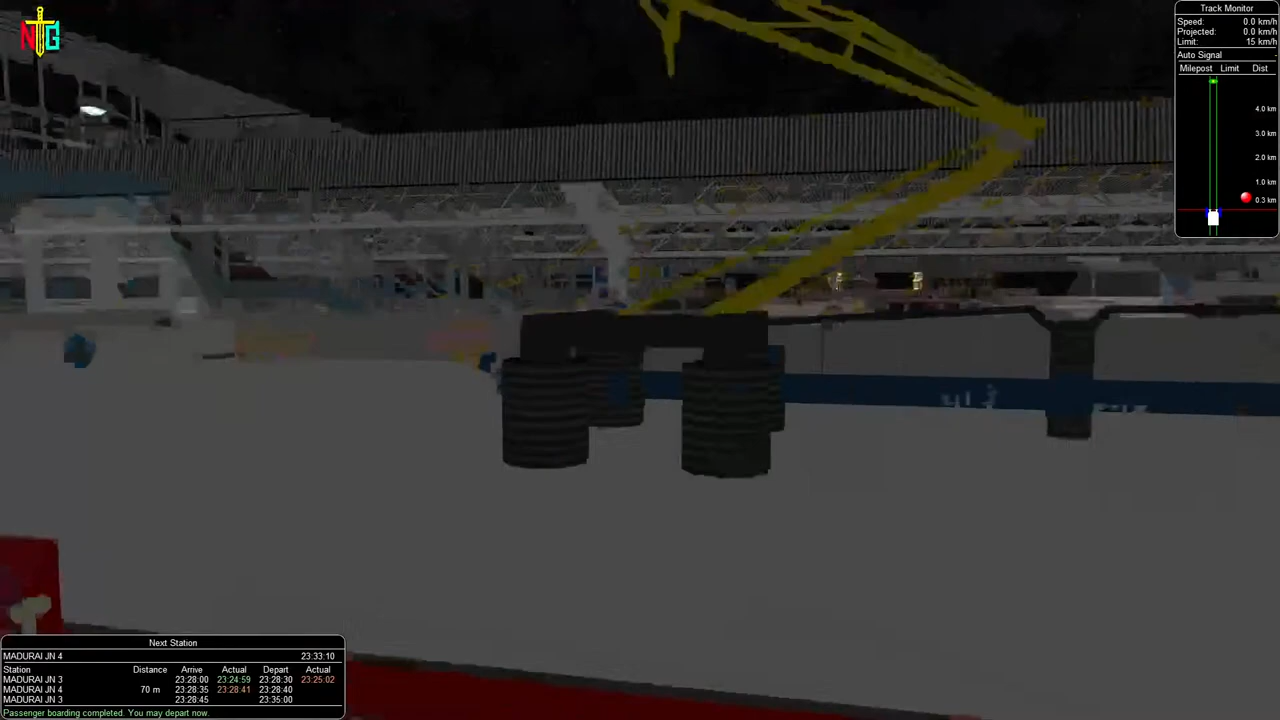 NTG
Track Monitor
Speed: 0.0 km/h
Projected: 0.0 km/h
Limit: 15 km/h
Auto Signal -
Milepost Limit Dist
4.0 km
3.0 km
2.0 km
1.0 km
0.3 km
Next Station
MADURAI JN 4 23:33:10
Station Distance Arrive Actual Depart Actual
MADURAI JN 3 23:28:00 23:24:59 23:28:30 23:25:02
MADURAI JN 4 70 m 23:28:35 23:28:41 23:28:40
MADURAI JN 3 23:28:45 23:35:00
Passenger boarding completed. You may depart now.